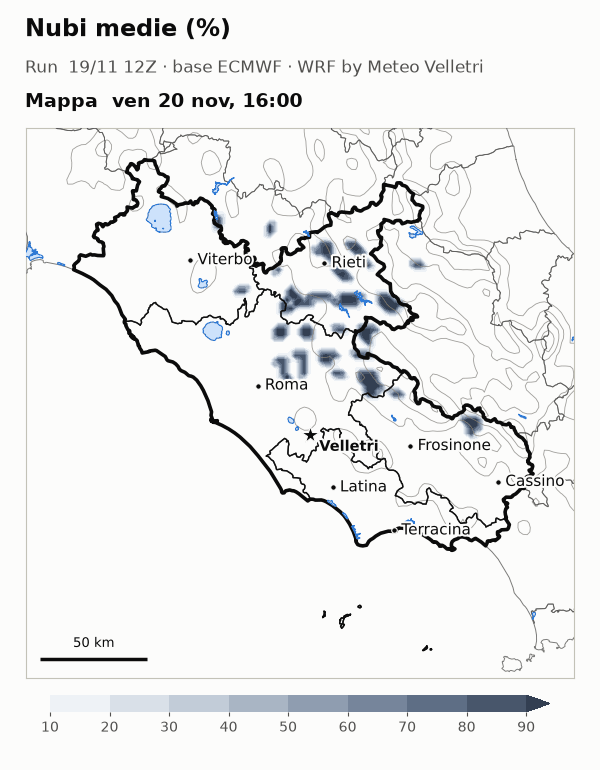 Nubi medie (%)
Run  19/11 12Z · base ECMWF · WRF by Meteo Velletri
Mappa  ven 20 nov, 16:00
Viterbo
Rieti
Roma
Velletri
Frosinone
Cassino
Latina
Terracina
50 km
10 20 30 40 50 60 70 80 90